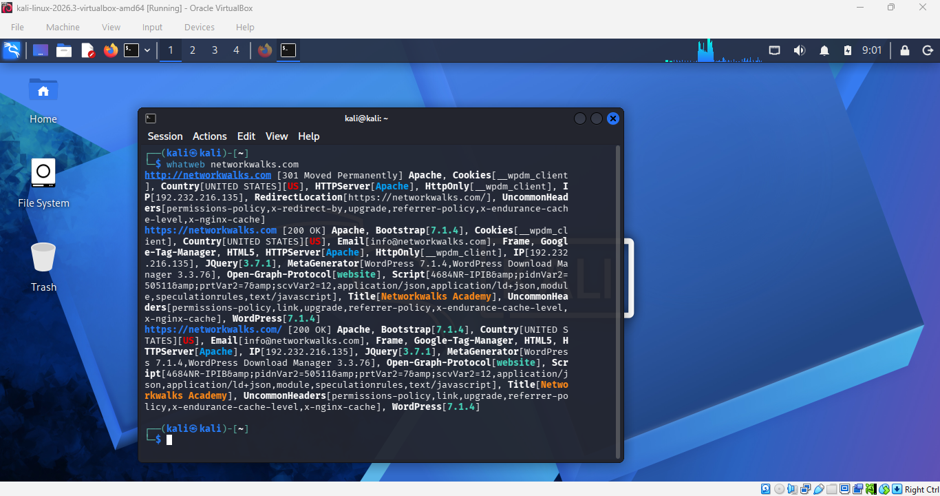 kali-linux-2026.3-virtualbox-amd64 [Running] - Oracle VirtualBox
File Machine View Input Devices Help
1 2 3 4 9:01
Home
File System
Trash
kali@kali: ~
Session Actions Edit View Help
┌──(kali㉿kali)-[~]
└─$ whatweb networkwalks.com
http://networkwalks.com [301 Moved Permanently] Apache, Cookies[__wpdm_client
], Country[UNITED STATES][US], HTTPServer[Apache], HttpOnly[__wpdm_client], I
P[192.232.216.135], RedirectLocation[https://networkwalks.com/], UncommonHead
ers[permissions-policy,x-redirect-by,upgrade,referrer-policy,x-endurance-cach
e-level,x-nginx-cache]
https://networkwalks.com [200 OK] Apache, Bootstrap[7.1.4], Cookies[__wpdm_cl
ient], Country[UNITED STATES][US], Email[info@networkwalks.com], Frame, Googl
e-Tag-Manager, HTML5, HTTPServer[Apache], HttpOnly[__wpdm_client], IP[192.232
.216.135], JQuery[3.7.1], MetaGenerator[WordPress 7.1.4,WordPress Download Ma
nager 3.3.76], Open-Graph-Protocol[website], Script[4684NR-IPIB&amp;pidnVar2=
50511&amp;prtVar2=7&amp;scvVar2=12,application/json,application/ld+json,modul
e,speculationrules,text/javascript], Title[Networkwalks Academy], UncommonHea
ders[permissions-policy,link,upgrade,referrer-policy,x-endurance-cache-level,
x-nginx-cache], WordPress[7.1.4]
https://networkwalks.com/ [200 OK] Apache, Bootstrap[7.1.4], Country[UNITED S
TATES][US], Email[info@networkwalks.com], Frame, Google-Tag-Manager, HTML5, H
TTPServer[Apache], IP[192.232.216.135], JQuery[3.7.1], MetaGenerator[WordPres
s 7.1.4,WordPress Download Manager 3.3.76], Open-Graph-Protocol[website], Scr
ipt[4684NR-IPIB&amp;pidnVar2=50511&amp;prtVar2=7&amp;scvVar2=12,application/j
son,application/ld+json,module,speculationrules,text/javascript], Title[Netwo
rkwalks Academy], UncommonHeaders[permissions-policy,link,upgrade,referrer-po
licy,x-endurance-cache-level,x-nginx-cache], WordPress[7.1.4]
┌──(kali㉿kali)-[~]
└─$
Right Ctrl